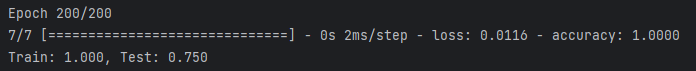 Epoch 200/200
7/7 [==============================] - 0s 2ms/step - loss: 0.0116 - accuracy: 1.0000
Train: 1.000, Test: 0.750